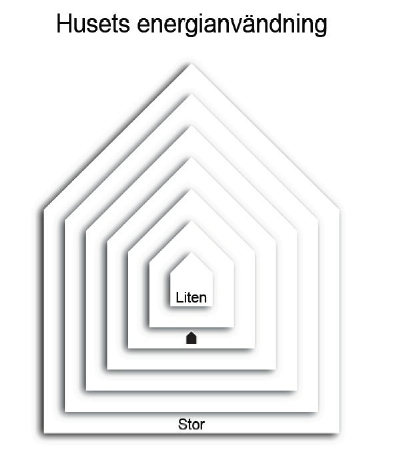 Husets energianvändning
Liten
Stor